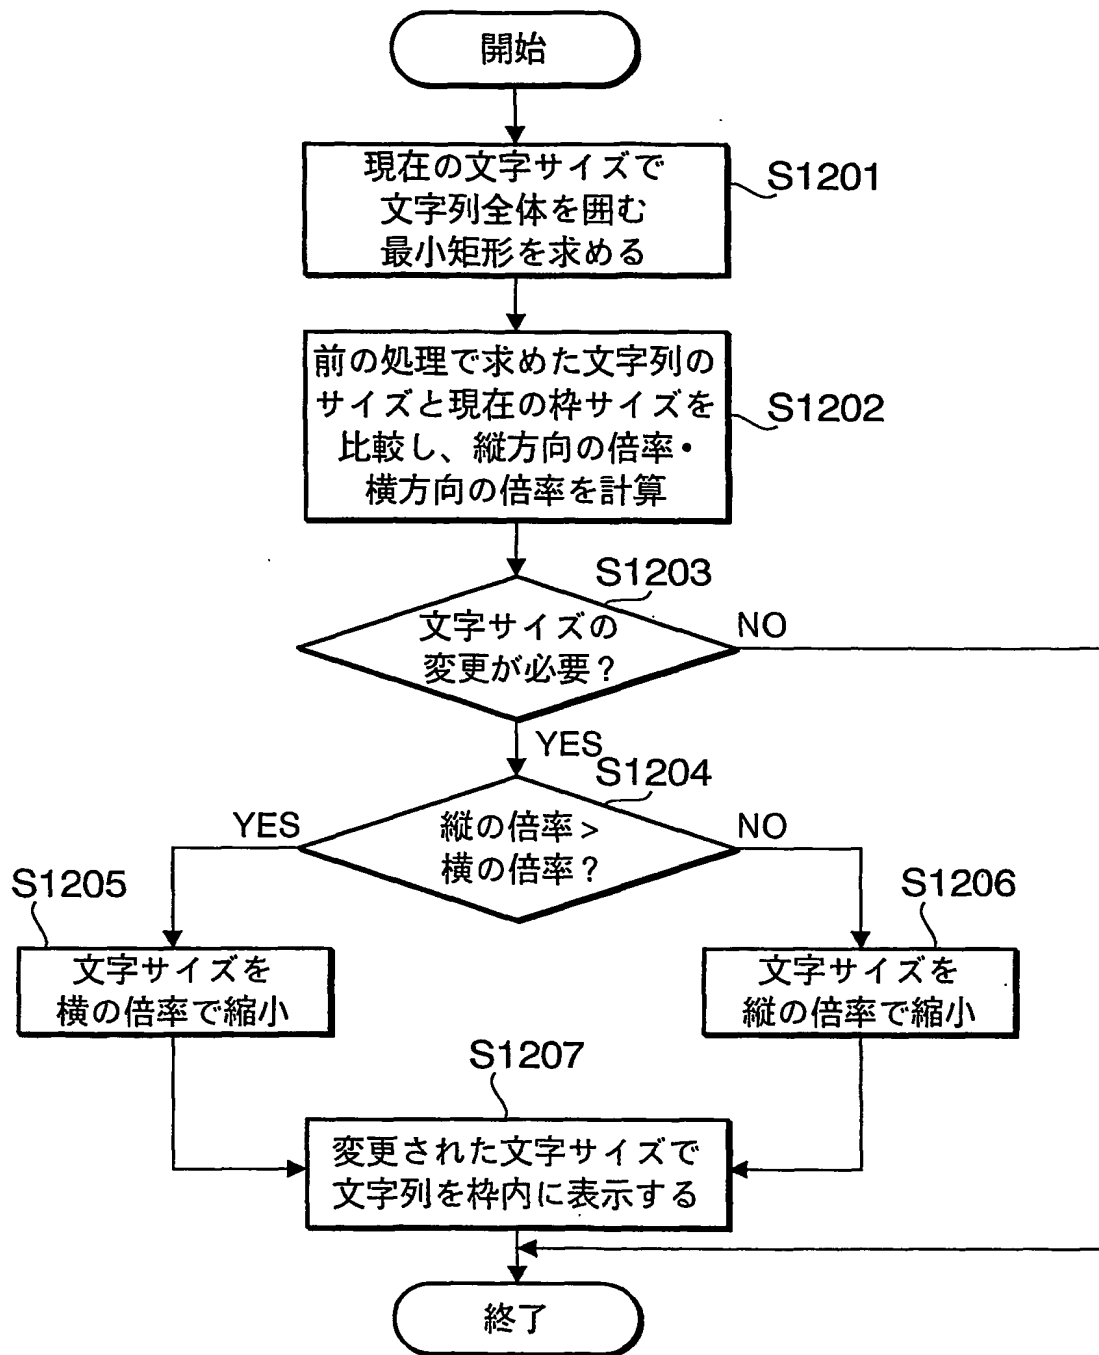 開始
現在の文字サイズで
文字列全体を囲む
最小矩形を求める
S1201
前の処理で求めた文字列の
サイズと現在の枠サイズを
比較し、縦方向の倍率・
横方向の倍率を計算
S1202
S1203
文字サイズの
変更が必要?
NO
YES
S1204
縦の倍率>
横の倍率?
YES
NO
S1205
文字サイズを
横の倍率で縮小
S1206
文字サイズを
縦の倍率で縮小
S1207
変更された文字サイズで
文字列を枠内に表示する
終了